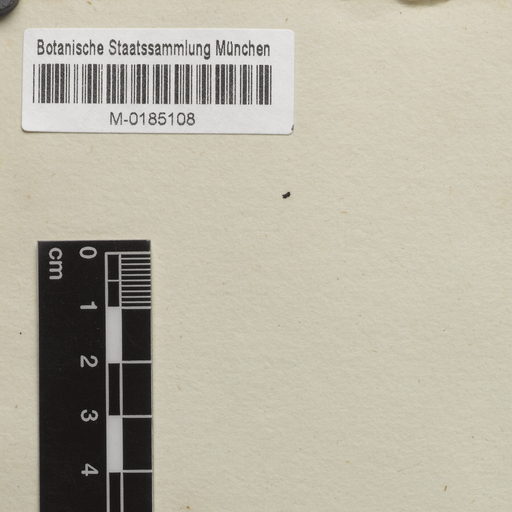 Botanische Staatssammlung München
M-0185108
cm
0
1
2
3
4